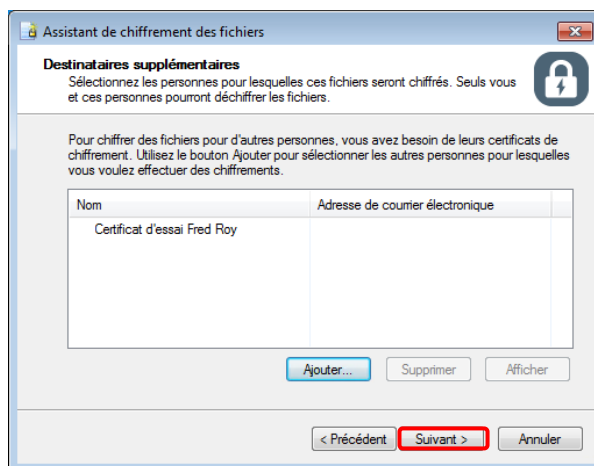 Assistant de chiffrement des fichiers
Destinataires supplémentaires
Sélectionnez les personnes pour lesquelles ces fichiers seront chiffrés. Seuls vous
et ces personnes pourront déchiffrer les fichiers.
Pour chiffrer des fichiers pour d'autres personnes, vous avez besoin de leurs certificats de
chiffrement. Utilisez le bouton Ajouter pour sélectionner les autres personnes pour lesquelles
vous voulez effectuer des chiffrements.
Nom Adresse de courrier électronique
Certificat d'essai Fred Roy
Ajouter... Supprimer Afficher
< Précédent Suivant > Annuler